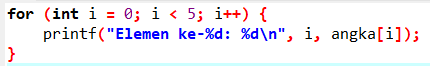 for (int i = 0; i < 5; i++) {
    printf("Elemen ke-%d: %d\n", i, angka[i]);
}